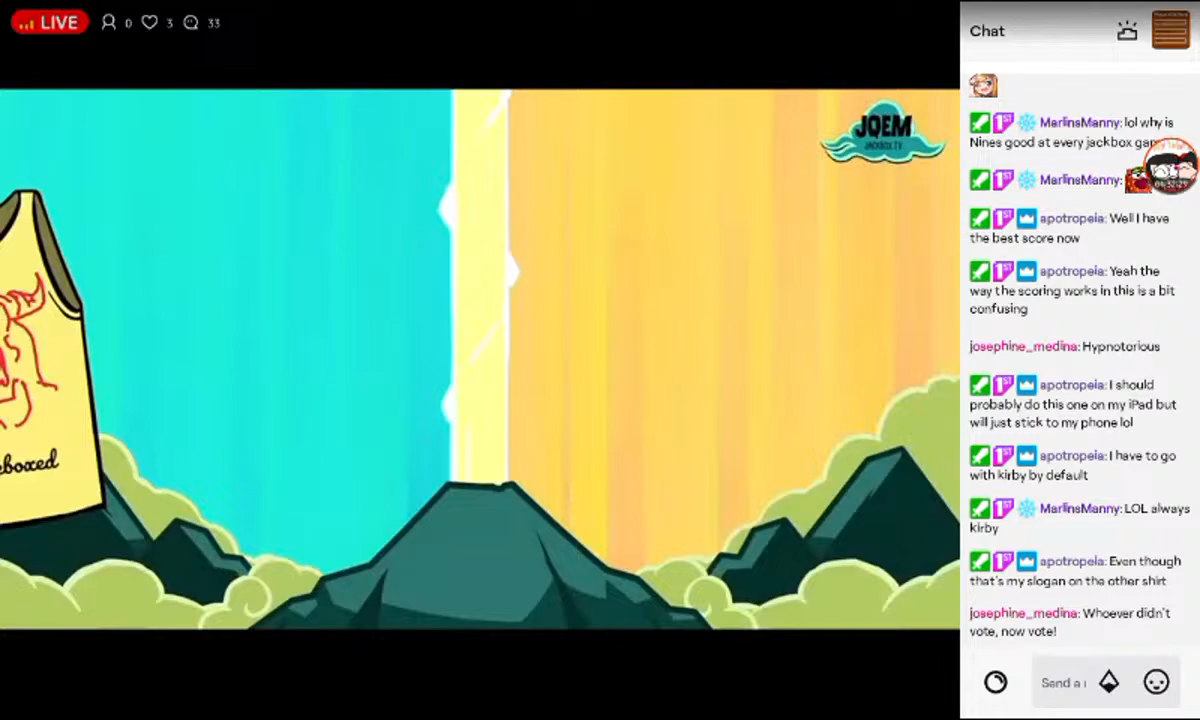 LIVE 0 3 33
JQEM
JACKBOX.TV
boxed
Chat
MarlinsManny: lol why is
Nines good at every jackbox gam
MarlinsManny:
apotropeia: Well I have
the best score now
apotropeia: Yeah the
way the scoring works in this is a bit
confusing
josephine_medina: Hypnotorious
apotropeia: I should
probably do this one on my iPad but
will just stick to my phone lol
apotropeia: I have to go
with kirby by default
MarlinsManny: LOL always
kirby
apotropeia: Even though
that's my slogan on the other shirt
josephine_medina: Whoever didn't
vote, now vote!
Send a